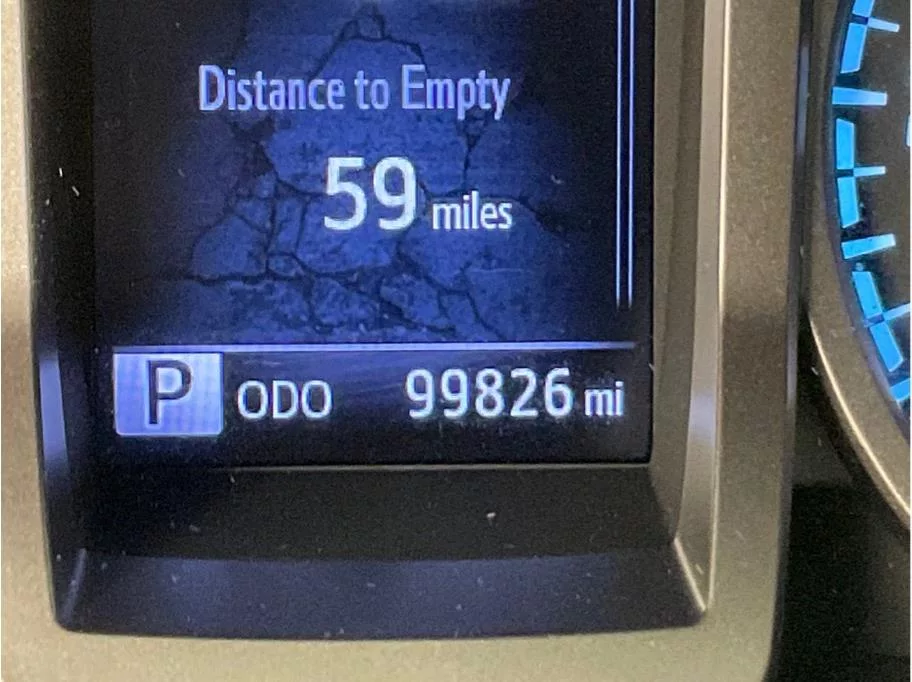 Distance to Empty
59 miles
P ODO 99826 mi